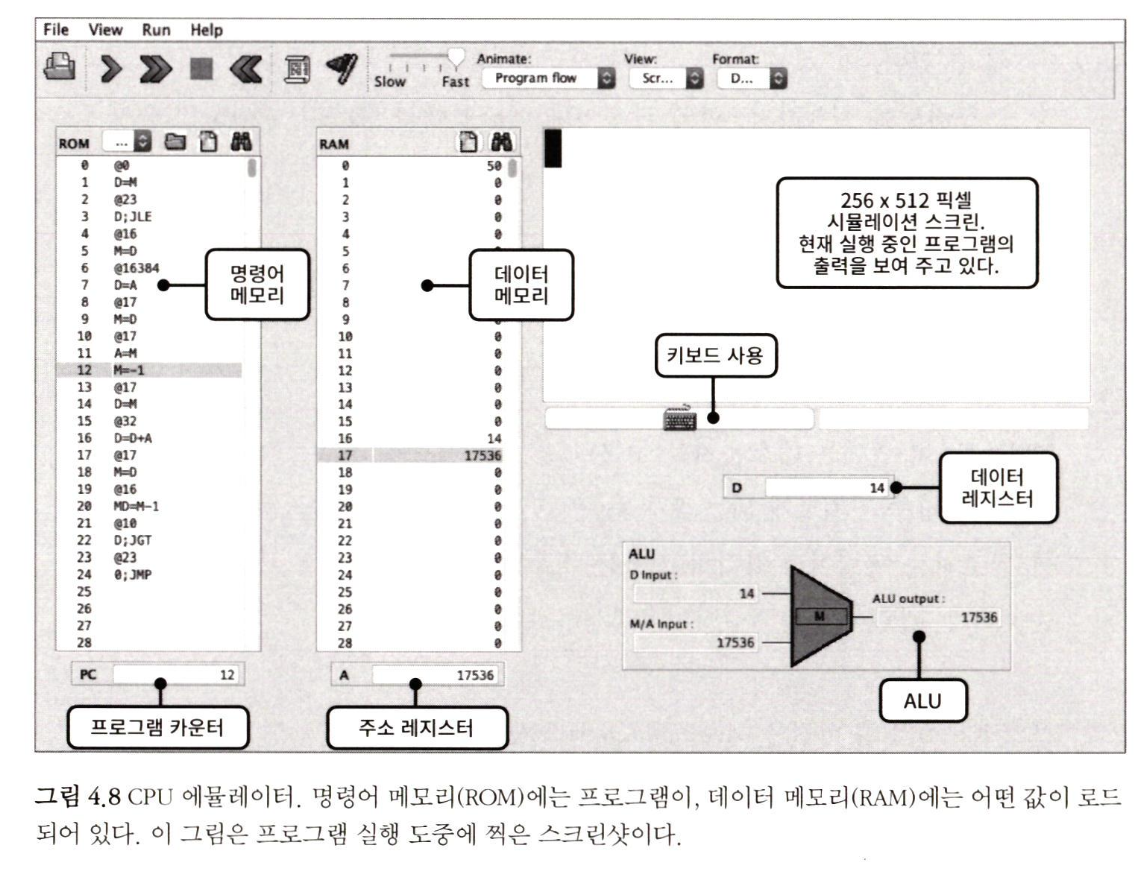 File View Run Help
Slow Fast
Animate:
Program flow
View:
Scr...
Format:
D...
ROM ...
0 @0
1 D=M
2 @23
3 D;JLE
4 @16
5 M=D
6 @16384
7 D=A
8 @17
9 M=D
10 @17
11 A=M
12 M=-1
13 @17
14 D=M
15 @32
16 D=D+A
17 @17
18 M=D
19 @16
20 MD=M-1
21 @10
22 D;JGT
23 @23
24 0;JMP
25
26
27
28
명령어
메모리
PC 12
프로그램 카운터
RAM
0 50
1 0
2 0
3 0
4 0
5
6
7
8
9
10 0
11 0
12 0
13 0
14 0
15 0
16 14
17 17536
18 0
19 0
20 0
21 0
22 0
23 0
24 0
25 0
26 0
27 0
28 0
데이터
메모리
A 17536
주소 레지스터
256 x 512 픽셀
시뮬레이션 스크린.
현재 실행 중인 프로그램의
출력을 보여 주고 있다.
키보드 사용
D 14
데이터
레지스터
ALU
D Input :
14
M/A Input :
17536
M
ALU output :
17536
ALU
그림 4.8 CPU 에뮬레이터. 명령어 메모리(ROM)에는 프로그램이, 데이터 메모리(RAM)에는 어떤 값이 로드
되어 있다. 이 그림은 프로그램 실행 도중에 찍은 스크린샷이다.